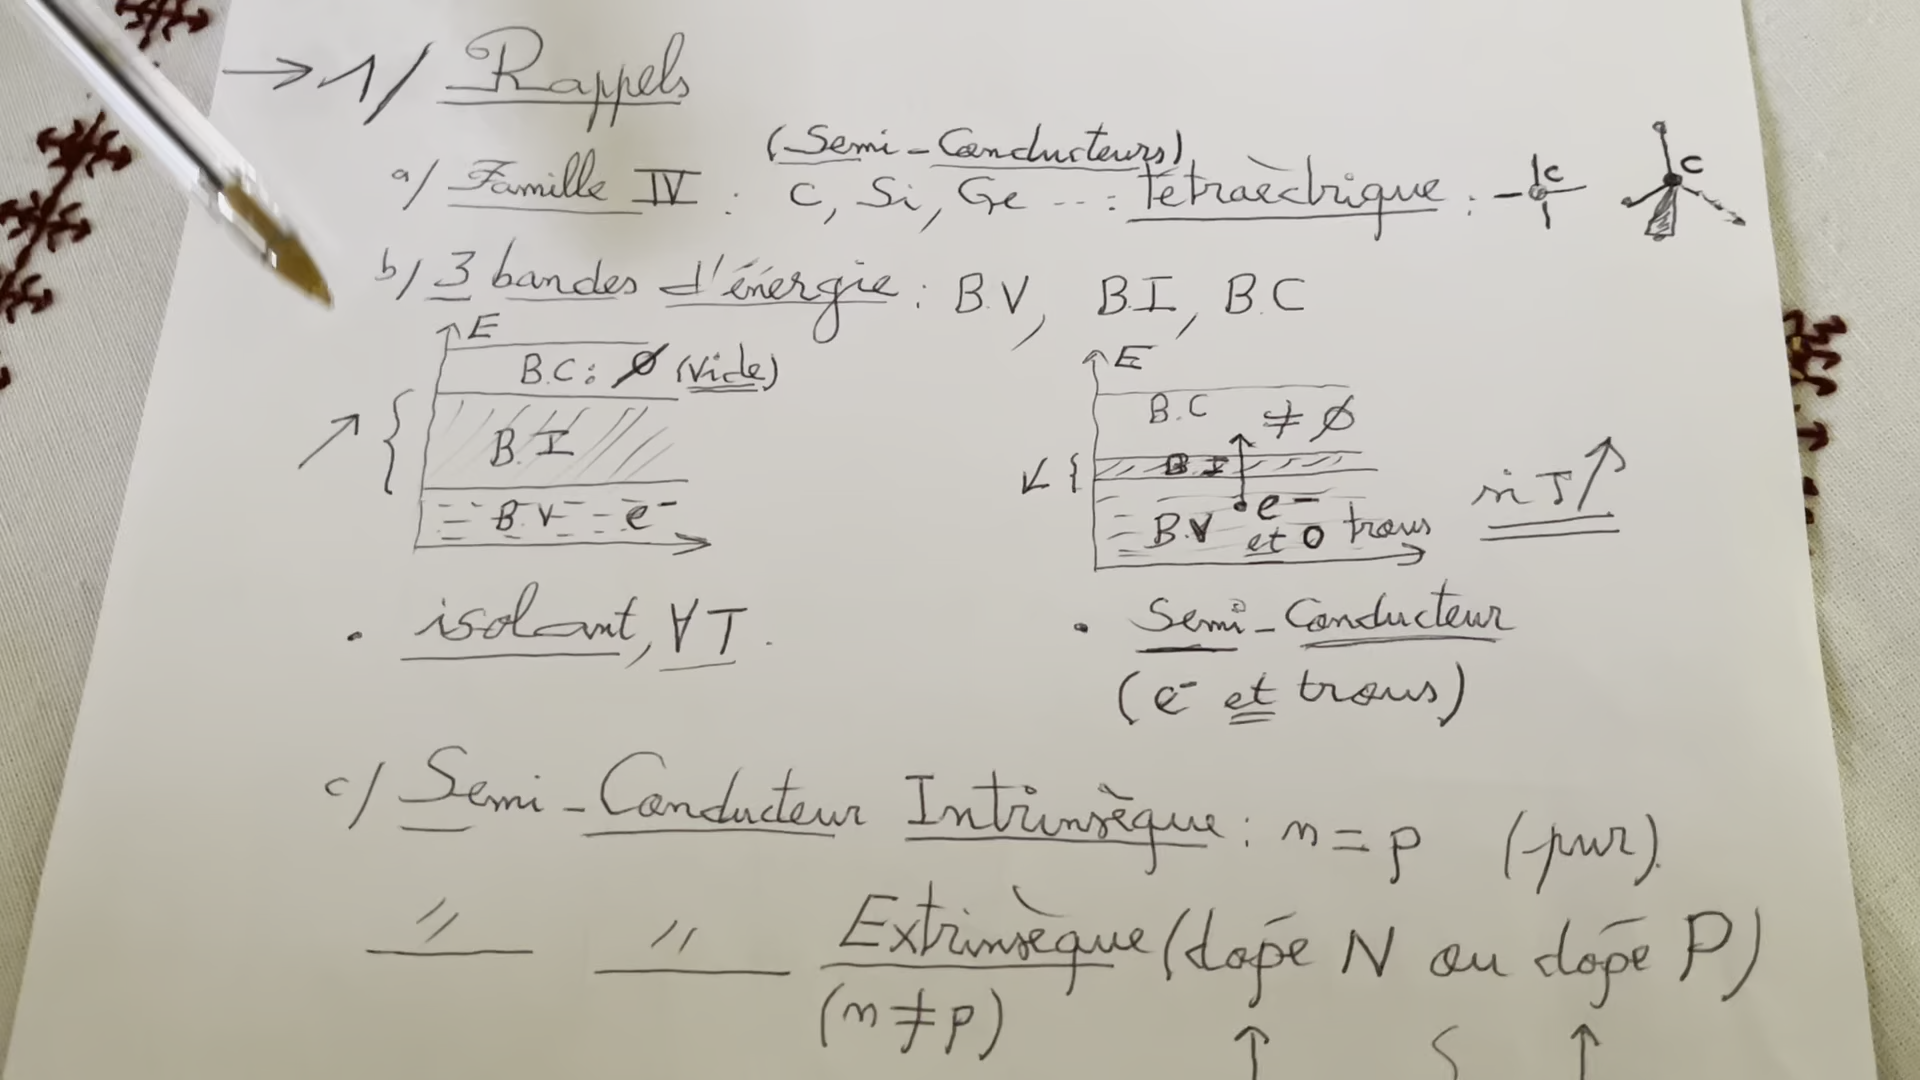 → 1/ Rappels
(Semi-Conducteurs)
a/ Famille IV : C, Si, Ge --- : tétraèdrique : C C
b/ 3 bandes d'énergie : B.V, B.I, B.C
E
B.C : ∅ (vide)
B.I
B.V e-
E
B.C ≠ ∅
B I
B.V e- et o trous
si T↗
. isolant, ∀T.
. Semi-Conducteur
(e- et trous)
c/ Semi-Conducteur Intrinsèque : n = p (pur).
// // Extrinsèque (dopé N ou dopé P)
(n ≠ p)